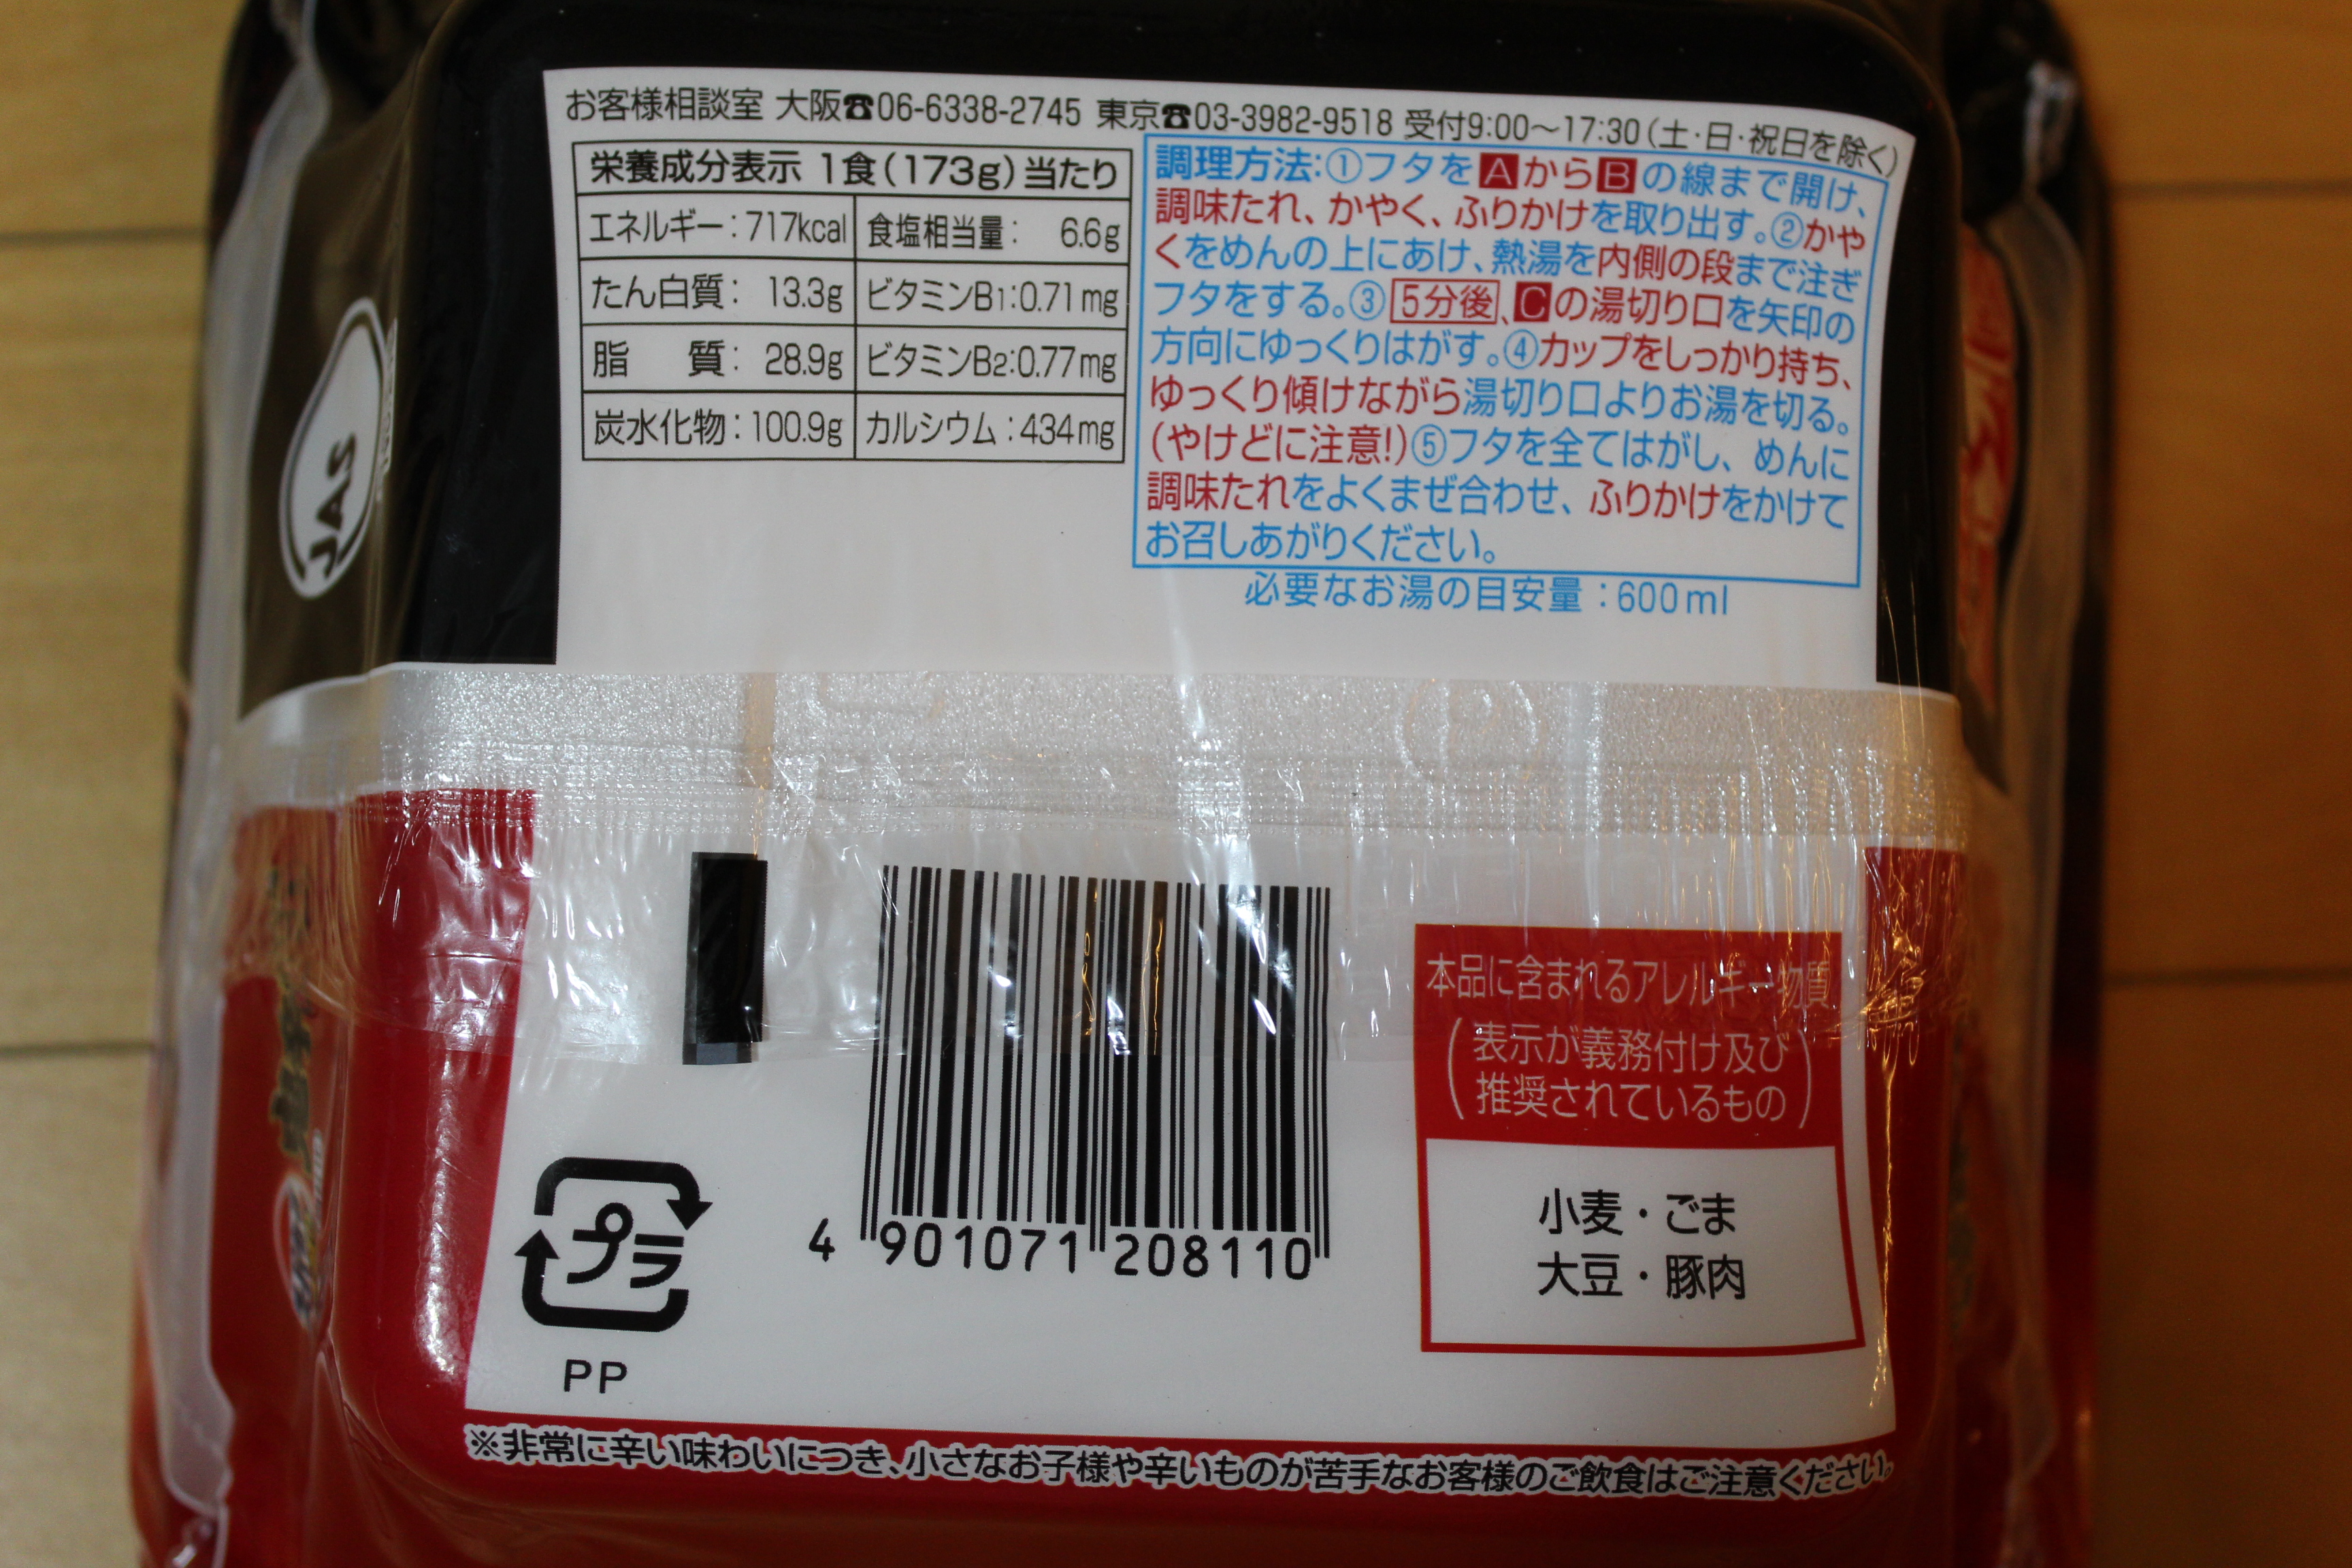 お客様相談室 大阪☎06-6338-2745 東京☎03-3982-9518 受付9:00～17:30(土・日・祝日を除く)
栄養成分表示 1食(173g)当たり
エネルギー:717kcal 食塩相当量: 6.6g
たん白質: 13.3g ビタミンB1:0.71mg
脂 質: 28.9g ビタミンB2:0.77mg
炭水化物:100.9g カルシウム:434mg
調理方法:①フタをAからBの線まで開け、
調味たれ、かやく、ふりかけを取り出す。②かや
くをめんの上にあけ、熱湯を内側の段まで注ぎ
フタをする。③5分後、Cの湯切り口を矢印の
方向にゆっくりはがす。④カップをしっかり持ち、
ゆっくり傾けながら湯切り口よりお湯を切る。
(やけどに注意!)⑤フタを全てはがし、めんに
調味たれをよくまぜ合わせ、ふりかけをかけて
お召しあがりください。
必要なお湯の目安量:600ml
JAS
本品に含まれるアレルギー物質
(表示が義務付け及び
推奨されているもの)
小麦・ごま
大豆・豚肉
4 901071 208110
プラ
PP
※非常に辛い味わいにつき、小さなお子様や辛いものが苦手なお客様のご飲食はご注意ください。